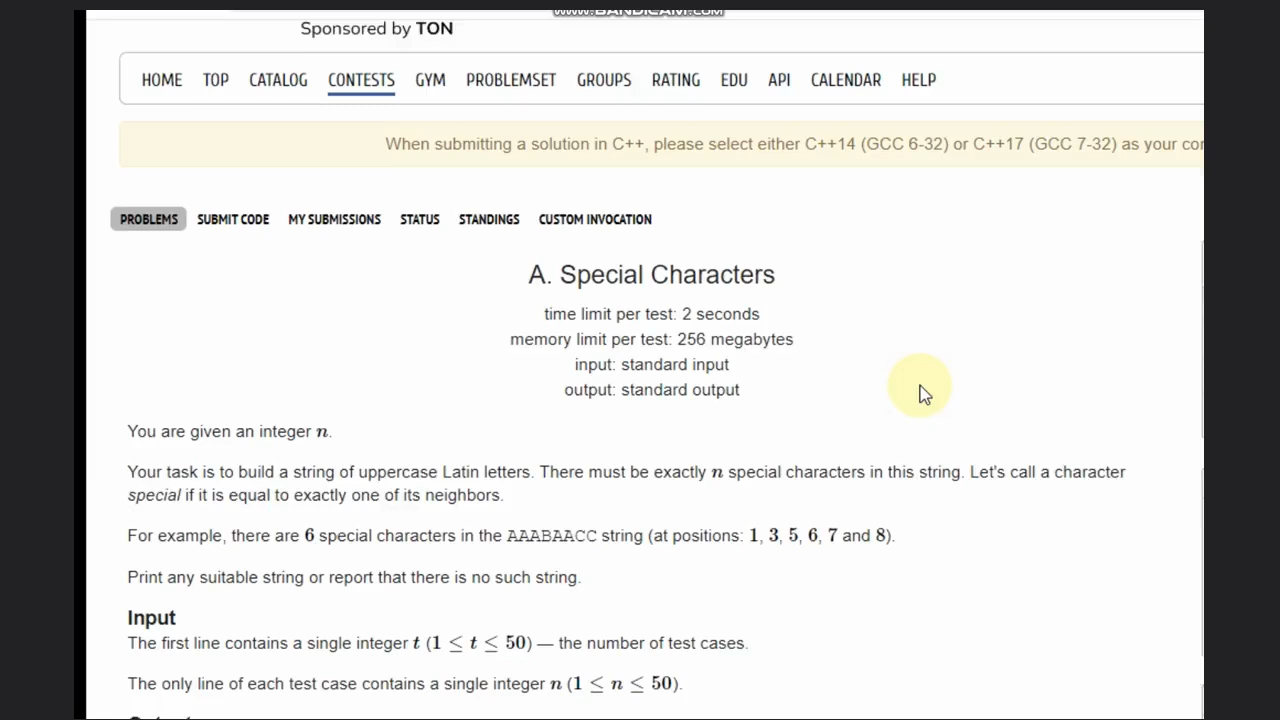 www.BANDICAM.com
Sponsored by TON
HOME TOP CATALOG CONTESTS GYM PROBLEMSET GROUPS RATING EDU API CALENDAR HELP
When submitting a solution in C++, please select either C++14 (GCC 6-32) or C++17 (GCC 7-32) as your
PROBLEMS SUBMIT CODE MY SUBMISSIONS STATUS STANDINGS CUSTOM INVOCATION
A. Special Characters
time limit per test: 2 seconds
memory limit per test: 256 megabytes
input: standard input
output: standard output
You are given an integer n.
Your task is to build a string of uppercase Latin letters. There must be exactly n special characters in this string. Let's call a character
special if it is equal to exactly one of its neighbors.
For example, there are 6 special characters in the AAABAACC string (at positions: 1, 3, 5, 6, 7 and 8).
Print any suitable string or report that there is no such string.
Input
The first line contains a single integer t (1 ≤ t ≤ 50) — the number of test cases.
The only line of each test case contains a single integer n (1 ≤ n ≤ 50).